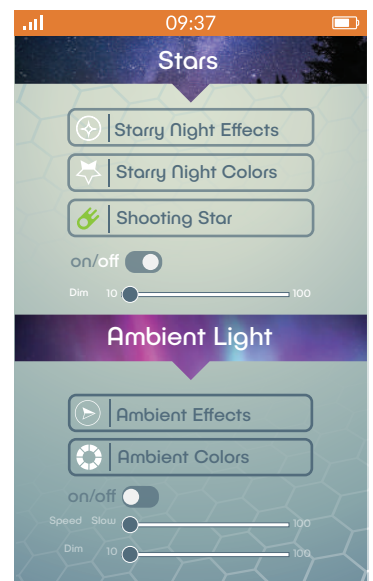 09:37
Stars
Starry Night Effects
Starry Night Colors
Shooting Star
on/off
Dim 10 100
Ambient Light
Ambient Effects
Ambient Colors
on/off
Speed Slow 100
Dim 10 100